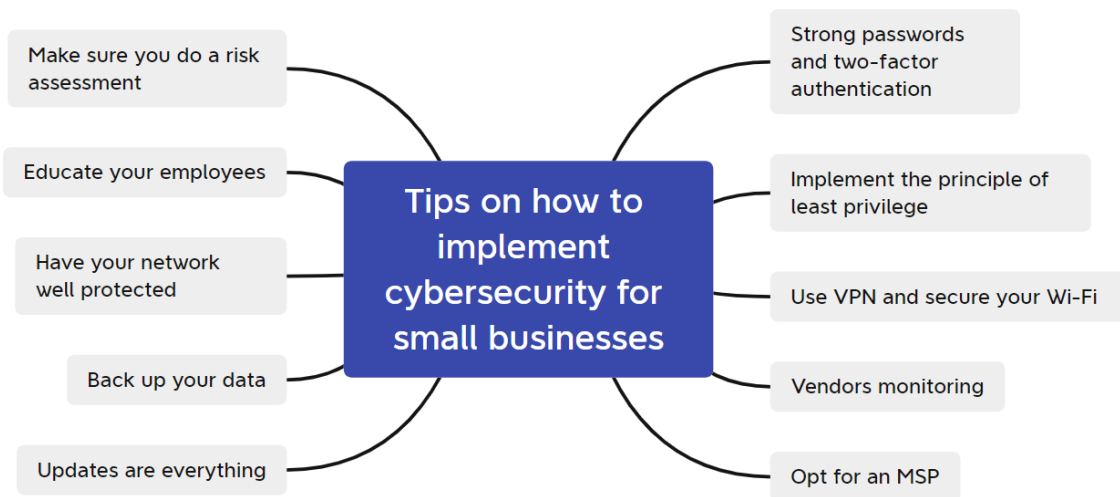 Make sure you do a risk
assessment
Educate your employees
Have your network
well protected
Back up your data
Updates are everything
Tips on how to
implement
cybersecurity for
small businesses
Strong passwords
and two-factor
authentication
Implement the principle of
least privilege
Use VPN and secure your Wi-Fi
Vendors monitoring
Opt for an MSP